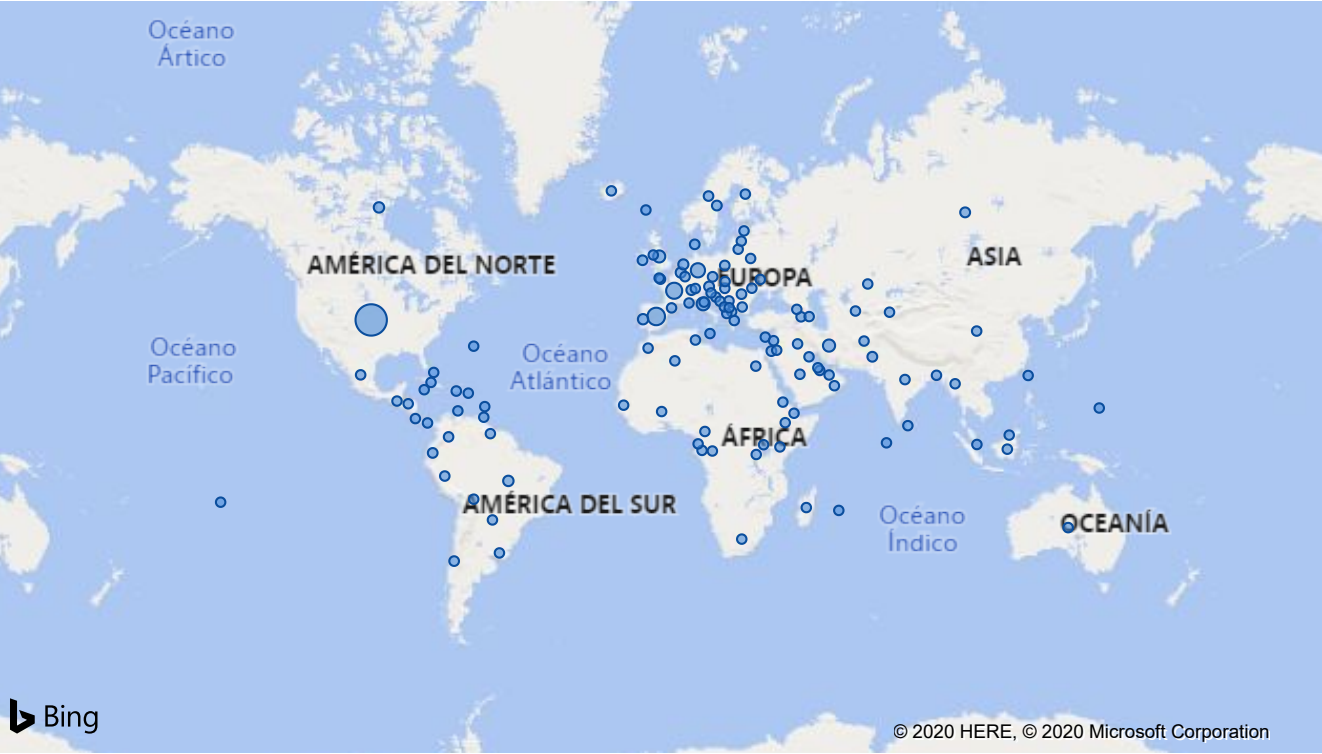 Océano
Ártico
AMÉRICA DEL NORTE
EUROPA
ASIA
Océano
Pacífico
Océano
Atlántico
ÁFRICA
AMÉRICA DEL SUR
Océano
Índico
OCEANÍA
Bing
© 2020 HERE, © 2020 Microsoft Corporation